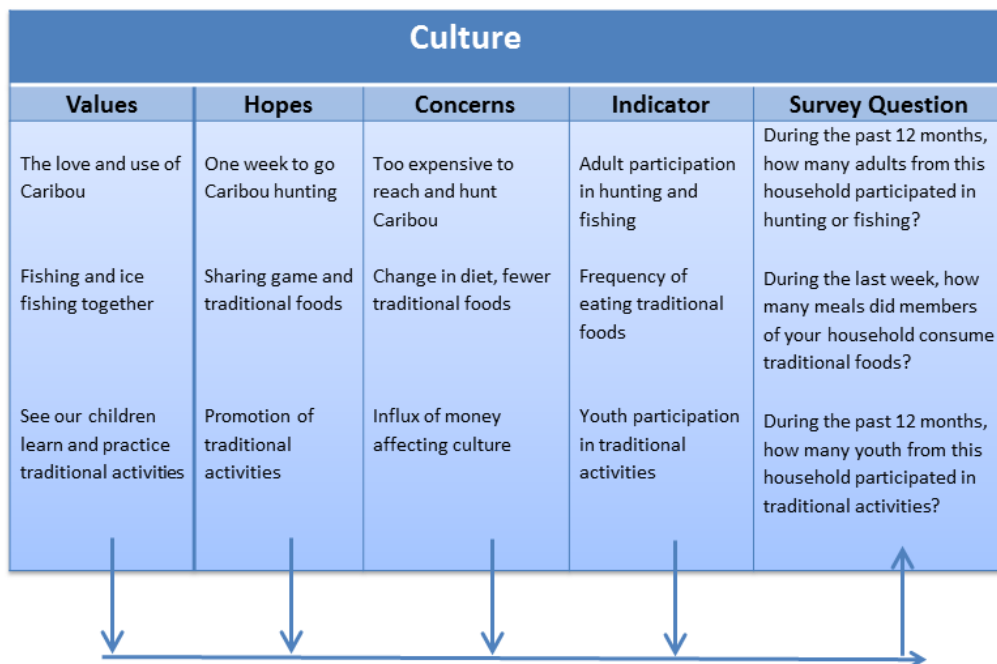 Culture
Values
Hopes
Concerns
Indicator
Survey Question
The love and use of
Caribou
One week to go
Caribou hunting
Too expensive to
reach and hunt
Caribou
Adult participation
in hunting and
fishing
During the past 12 months,
how many adults from this
household participated in
hunting or fishing?
Fishing and ice
fishing together
Sharing game and
traditional foods
Change in diet, fewer
traditional foods
Frequency of
eating traditional
foods
During the last week, how
many meals did members
of your household consume
traditional foods?
See our children
learn and practice
traditional activities
Promotion of
traditional
activities
Influx of money
affecting culture
Youth participation
in traditional
activities
During the past 12 months,
how many youth from this
household participated in
traditional activities?